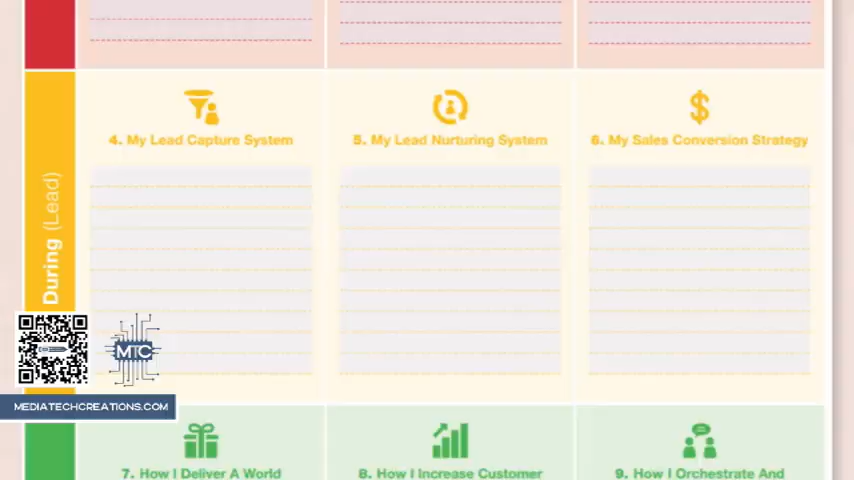 4. My Lead Capture System
5. My Lead Nurturing System
6. My Sales Conversion Strategy
During (Lead)
MTC
MEDIATECHCREATIONS.COM
7. How I Deliver A World
8. How I Increase Customer
9. How I Orchestrate And